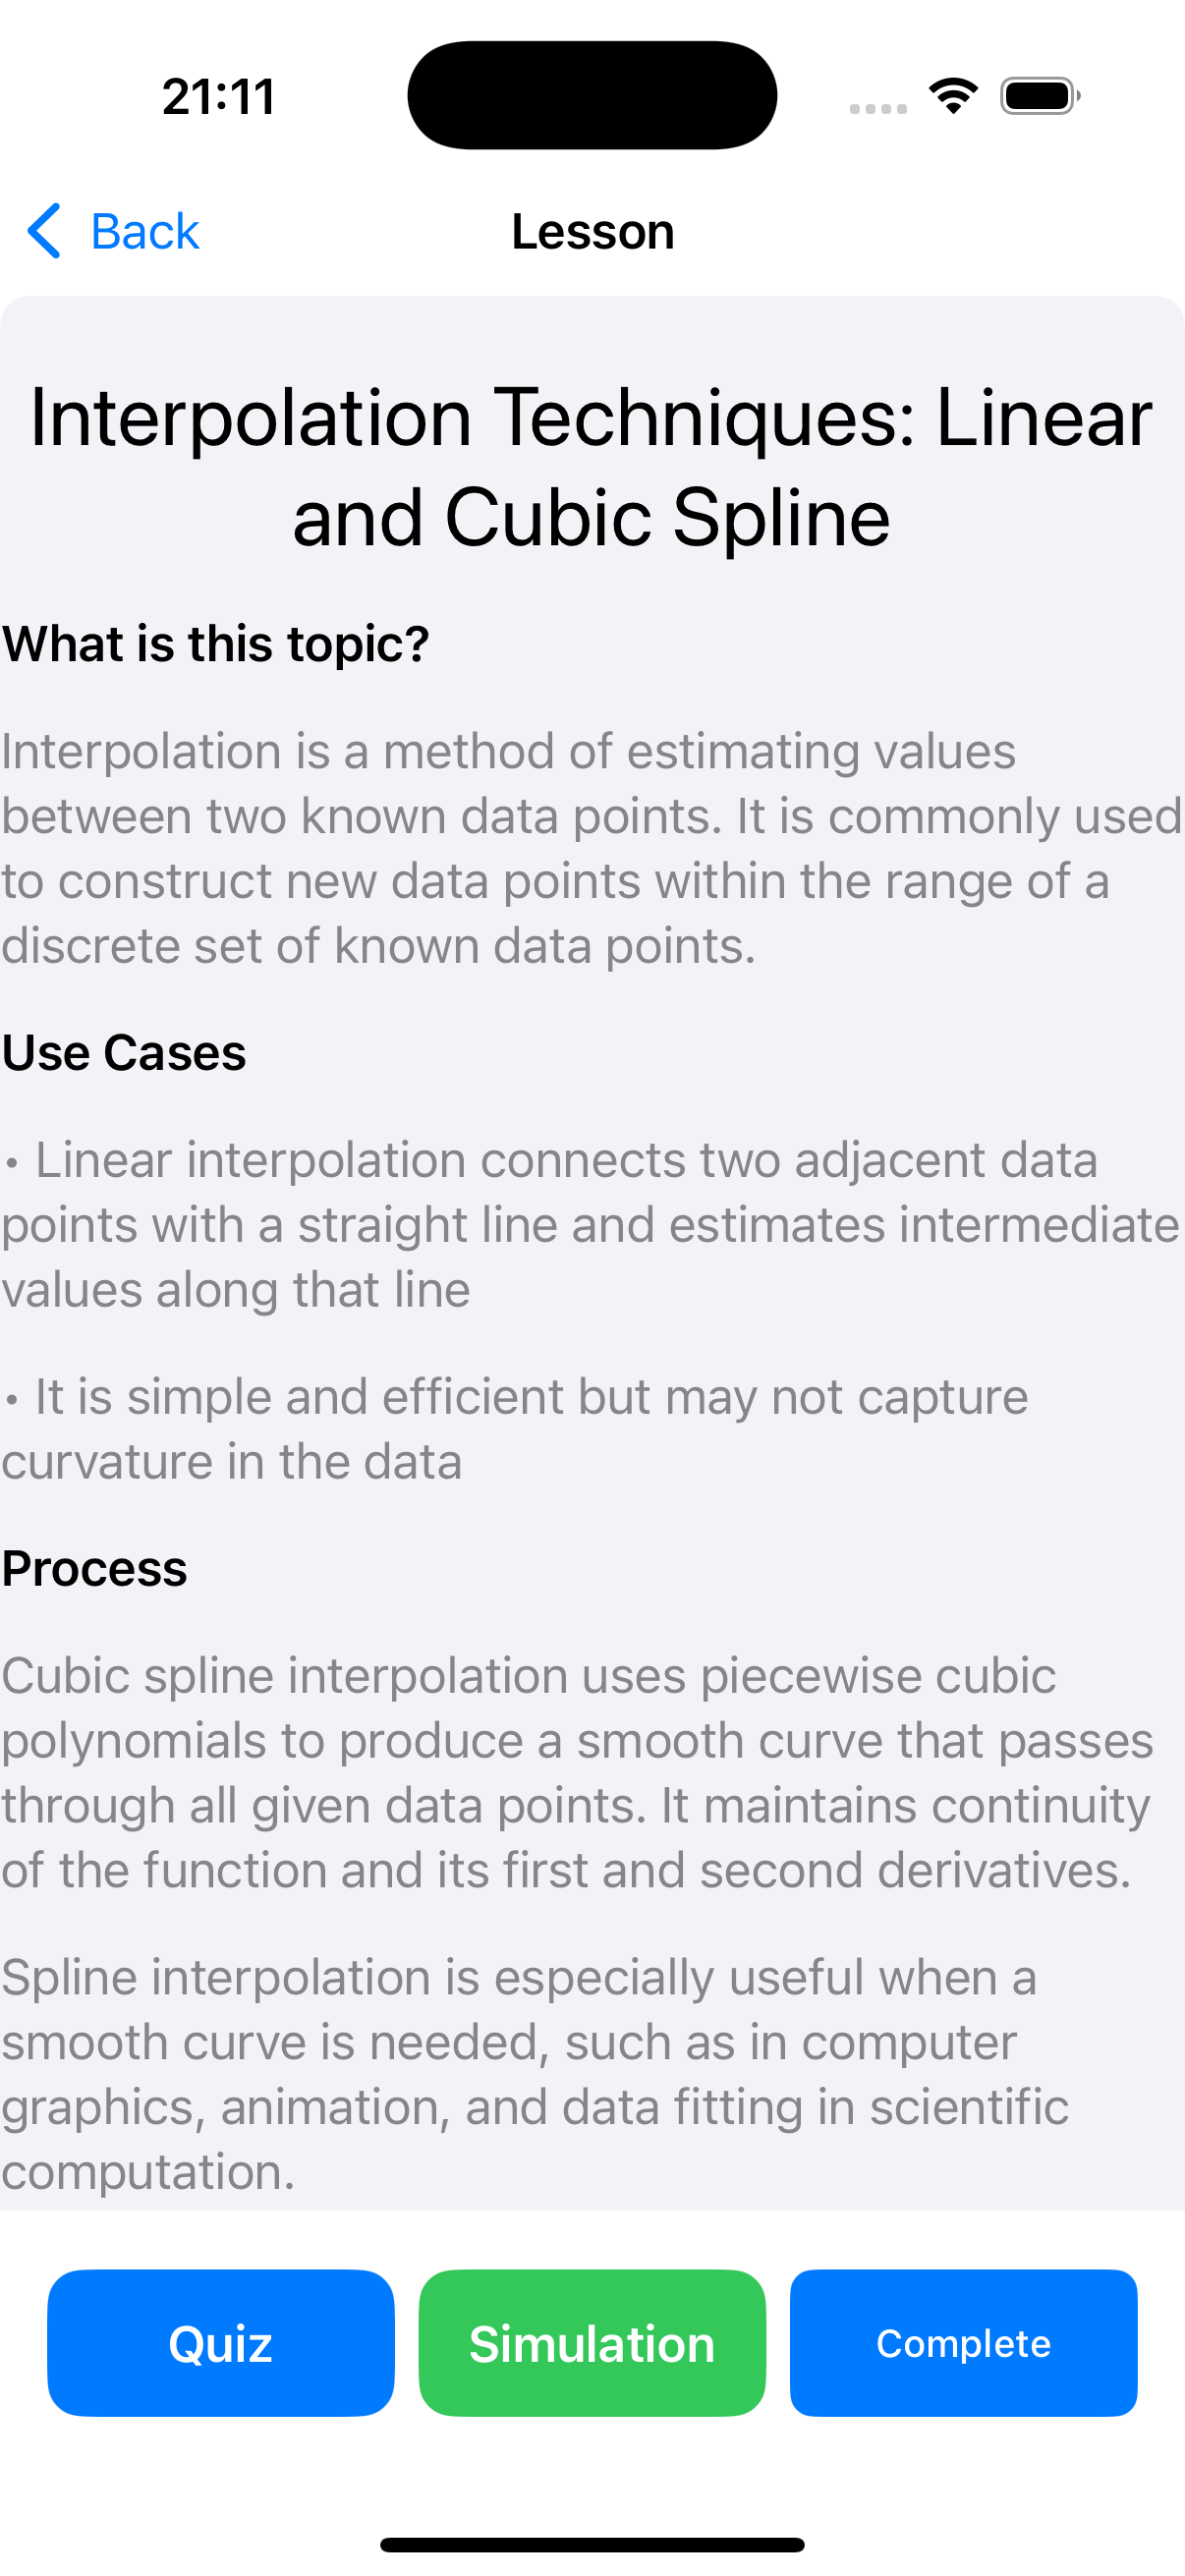 21:11
Back
Lesson
Interpolation Techniques: Linear
and Cubic Spline
What is this topic?
Interpolation is a method of estimating values
between two known data points. It is commonly used
to construct new data points within the range of a
discrete set of known data points.
Use Cases
• Linear interpolation connects two adjacent data
points with a straight line and estimates intermediate
values along that line
• It is simple and efficient but may not capture
curvature in the data
Process
Cubic spline interpolation uses piecewise cubic
polynomials to produce a smooth curve that passes
through all given data points. It maintains continuity
of the function and its first and second derivatives.
Spline interpolation is especially useful when a
smooth curve is needed, such as in computer
graphics, animation, and data fitting in scientific
computation.
Quiz
Simulation
Complete